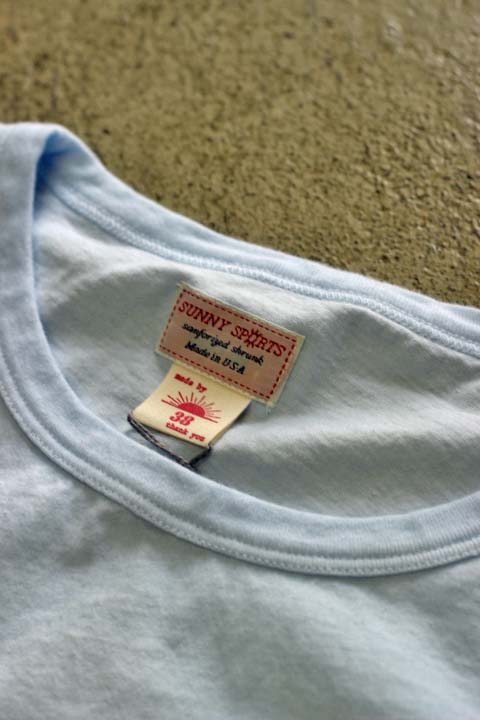 SUNNY SPORTS
sanforized shrunk
Made in U.S.A
made by
38
thank you